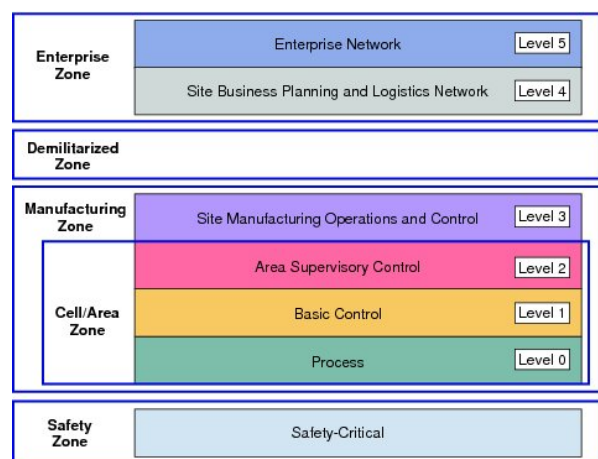 Enterprise
Zone
Enterprise Network
Level 5
Site Business Planning and Logistics Network
Level 4
Demilitarized
Zone
Manufacturing
Zone
Site Manufacturing Operations and Control
Level 3
Cell/Area
Zone
Area Supervisory Control
Level 2
Basic Control
Level 1
Process
Level 0
Safety
Zone
Safety-Critical